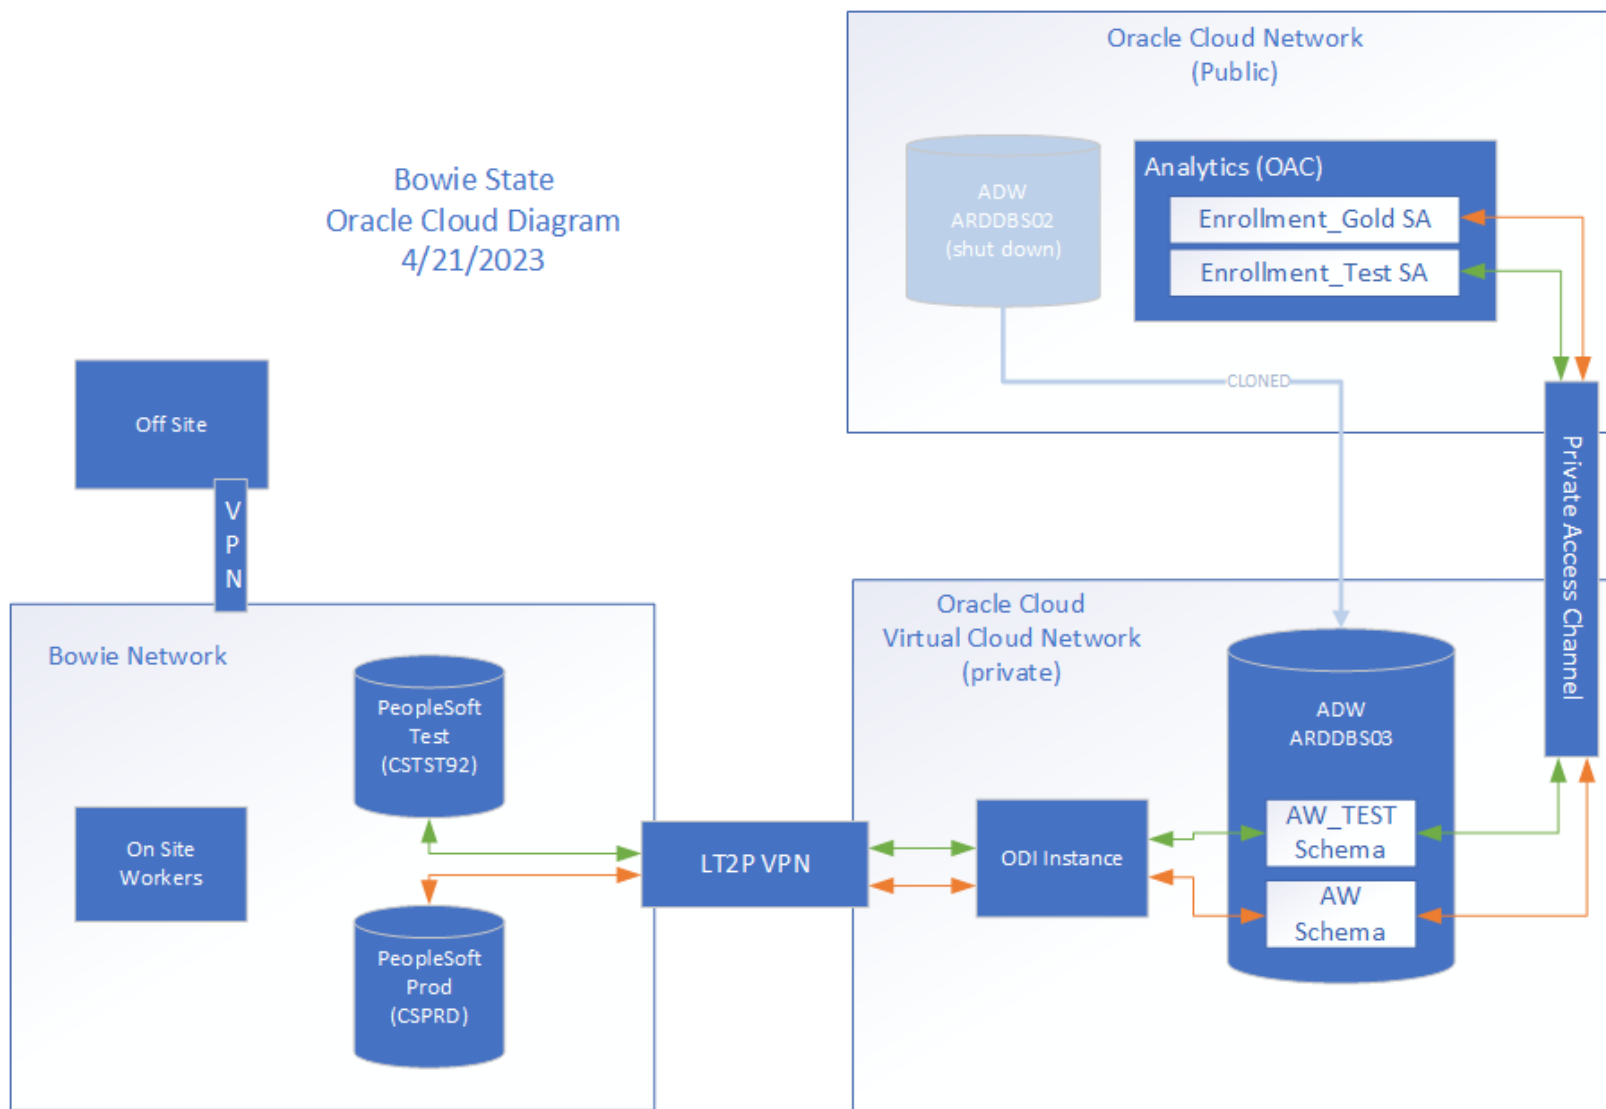 Oracle Cloud Network
(Public)
ADW
ARDDBS02
(shut down)
Analytics (OAC)
Enrollment_Gold SA
Enrollment_Test SA
Bowie State
Oracle Cloud Diagram
4/21/2023
CLONED
Off Site
V
P
N
Private Access Channel
Bowie Network
PeopleSoft
Test
(CSTST92)
On Site
Workers
PeopleSoft
Prod
(CSPRD)
LT2P VPN
Oracle Cloud
Virtual Cloud Network
(private)
ODI Instance
ADW
ARDDBS03
AW_TEST
Schema
AW
Schema